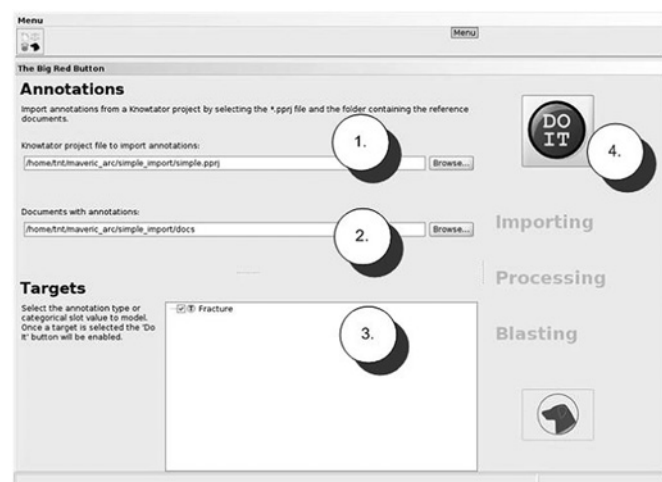 Menu
Menu
The Big Red Button
Annotations
Import annotations from a Knowtator project by selecting the *.pprj file and the folder containing the reference
documents.
Knowtator project file to import annotations:
/home/tnt/maveric_arc/simple_import/simple.pprj
Browse...
1.
DO
IT
4.
Documents with annotations:
/home/tnt/maveric_arc/simple_import/docs
Browse...
2.
Importing
Processing
Blasting
Targets
Select the annotation type or
categorical slot value to model.
Once a target is selected the 'Do
It' button will be enabled.
T Fracture
3.